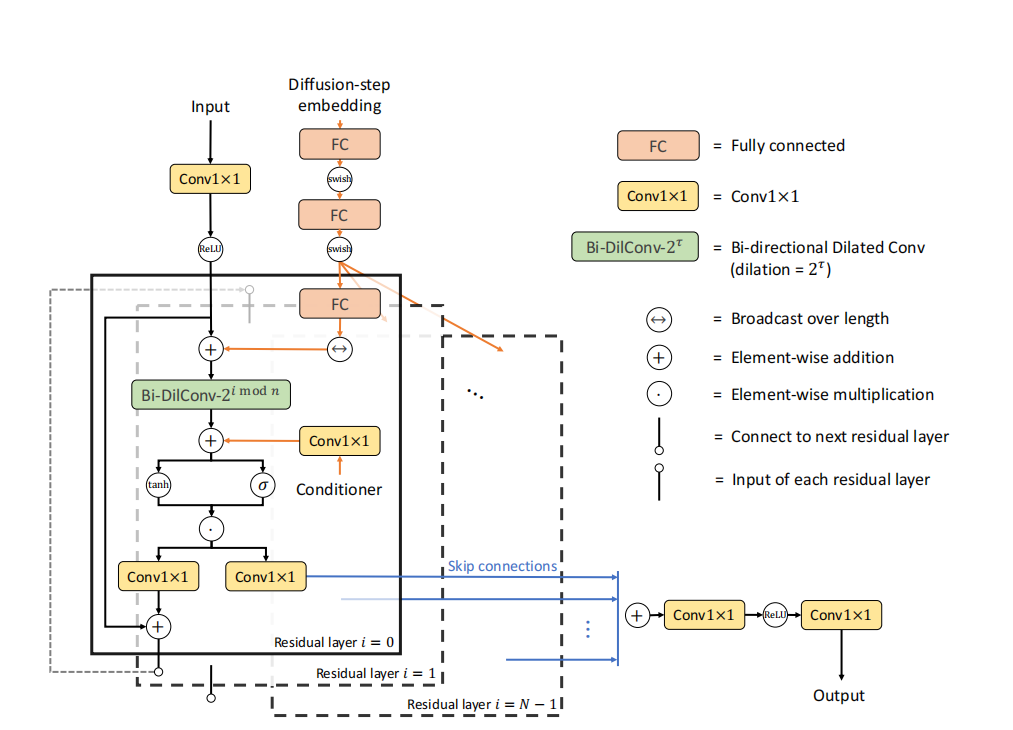 Diffusion-step
embedding
Input
FC
swish
Conv1×1
FC
ReLU
swish
FC
+
↔
Bi-DilConv-2^{i mod n}
+
Conv1×1
Conditioner
tanh
σ
·
Conv1×1
Conv1×1
+
Residual layer i = 0
Residual layer i = 1
Residual layer i = N − 1
...
Skip connections
⋮
+
Conv1×1
ReLU
Conv1×1
Output
FC = Fully connected
Conv1×1 = Conv1×1
Bi-DilConv-2^τ = Bi-directional Dilated Conv
(dilation = 2^τ)
↔ = Broadcast over length
+ = Element-wise addition
· = Element-wise multiplication
= Connect to next residual layer
= Input of each residual layer